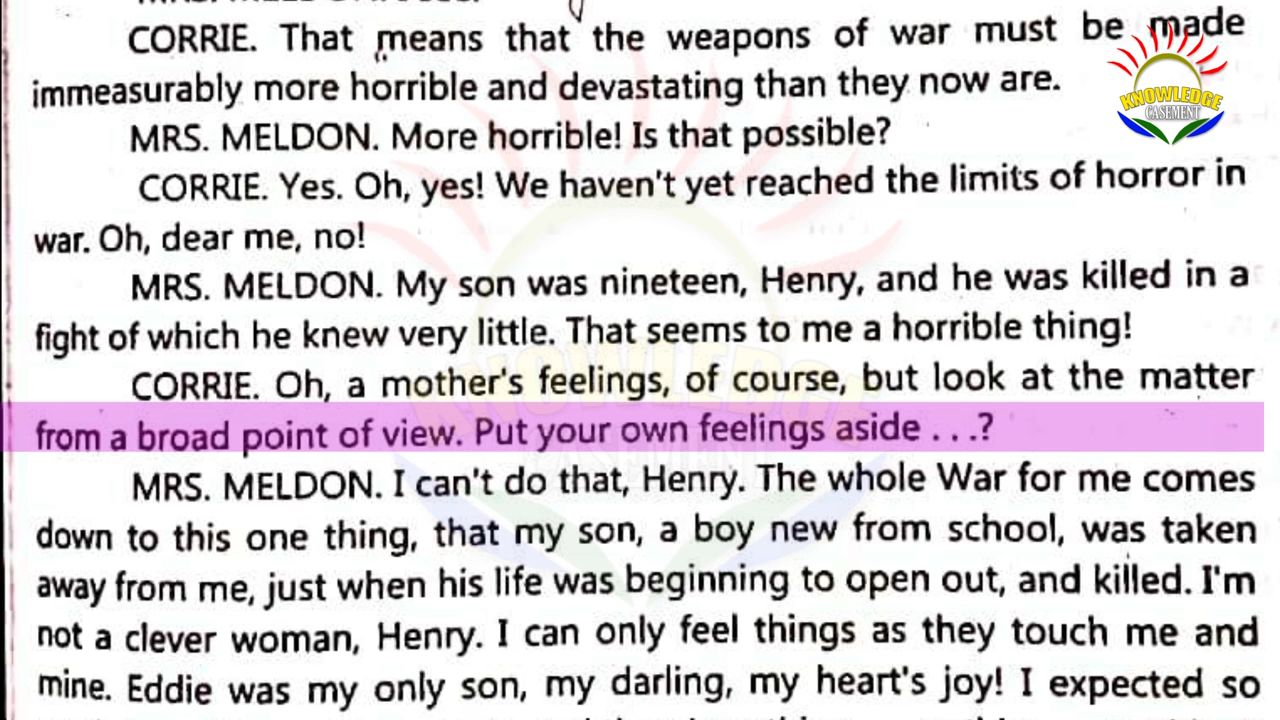 CORRIE. That means that the weapons of war must be made
immeasurably more horrible and devastating than they now are.
MRS. MELDON. More horrible! Is that possible?
CORRIE. Yes. Oh, yes! We haven't yet reached the limits of horror in
war. Oh, dear me, no!
MRS. MELDON. My son was nineteen, Henry, and he was killed in a
fight of which he knew very little. That seems to me a horrible thing!
CORRIE. Oh, a mother's feelings, of course, but look at the matter
from a broad point of view. Put your own feelings aside . . .?
MRS. MELDON. I can't do that, Henry. The whole War for me comes
down to this one thing, that my son, a boy new from school, was taken
away from me, just when his life was beginning to open out, and killed. I'm
not a clever woman, Henry. I can only feel things as they touch me and
mine. Eddie was my only son, my darling, my heart's joy! I expected so
KNOWLEDGE
CASEMENT
KNOWLEDGE
CASEMENT